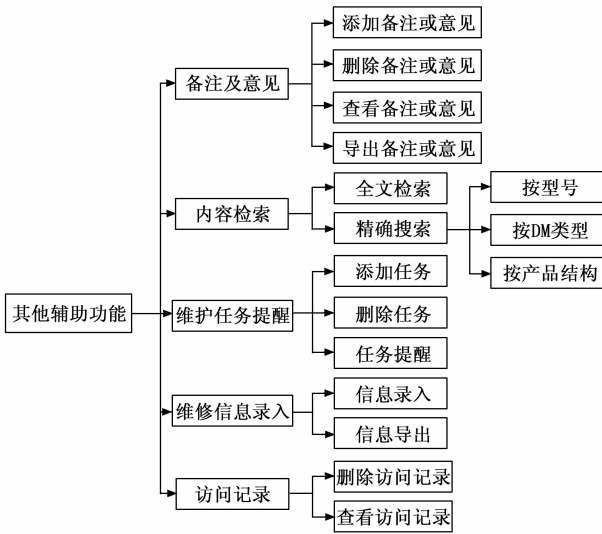 其他辅助功能
备注及意见
添加备注或意见
删除备注或意见
查看备注或意见
导出备注或意见
内容检索
全文检索
精确搜索
按型号
按DM类型
按产品结构
维护任务提醒
添加任务
删除任务
任务提醒
维修信息录入
信息录入
信息导出
访问记录
删除访问记录
查看访问记录